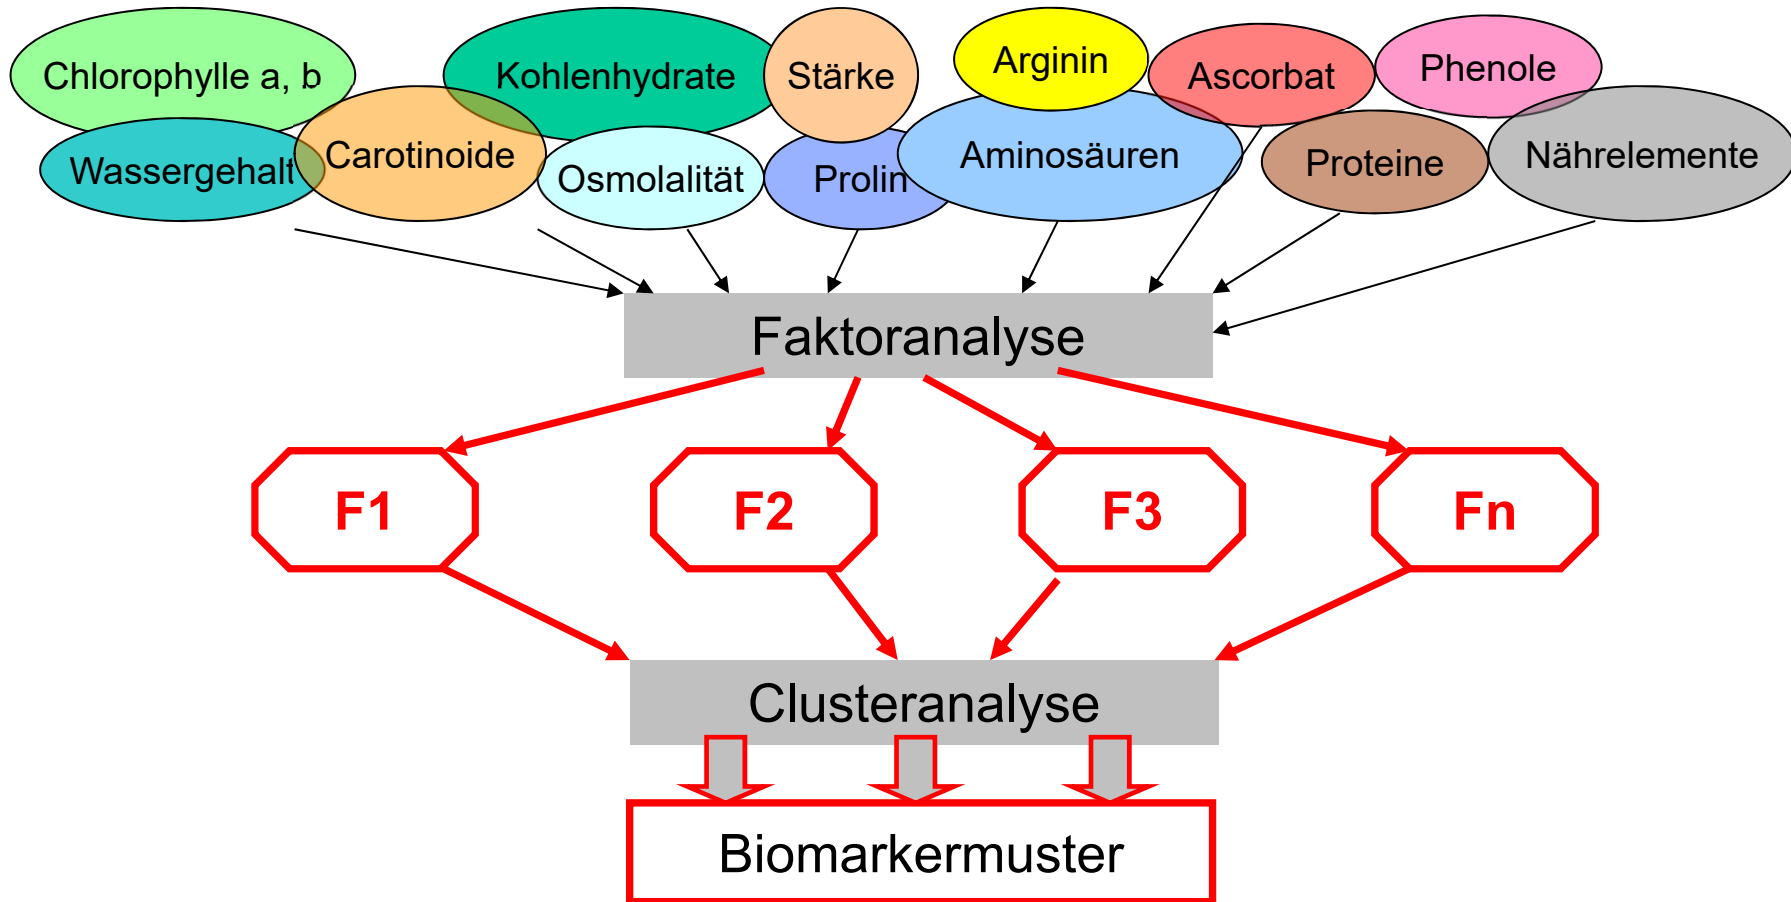 Chlorophylle a, b
Kohlenhydrate
Stärke
Arginin
Ascorbat
Phenole
Wassergehalt
Carotinoide
Osmolalität
Prolin
Aminosäuren
Proteine
Nährelemente
Faktoranalyse
F1
F2
F3
Fn
Clusteranalyse
Biomarkermuster